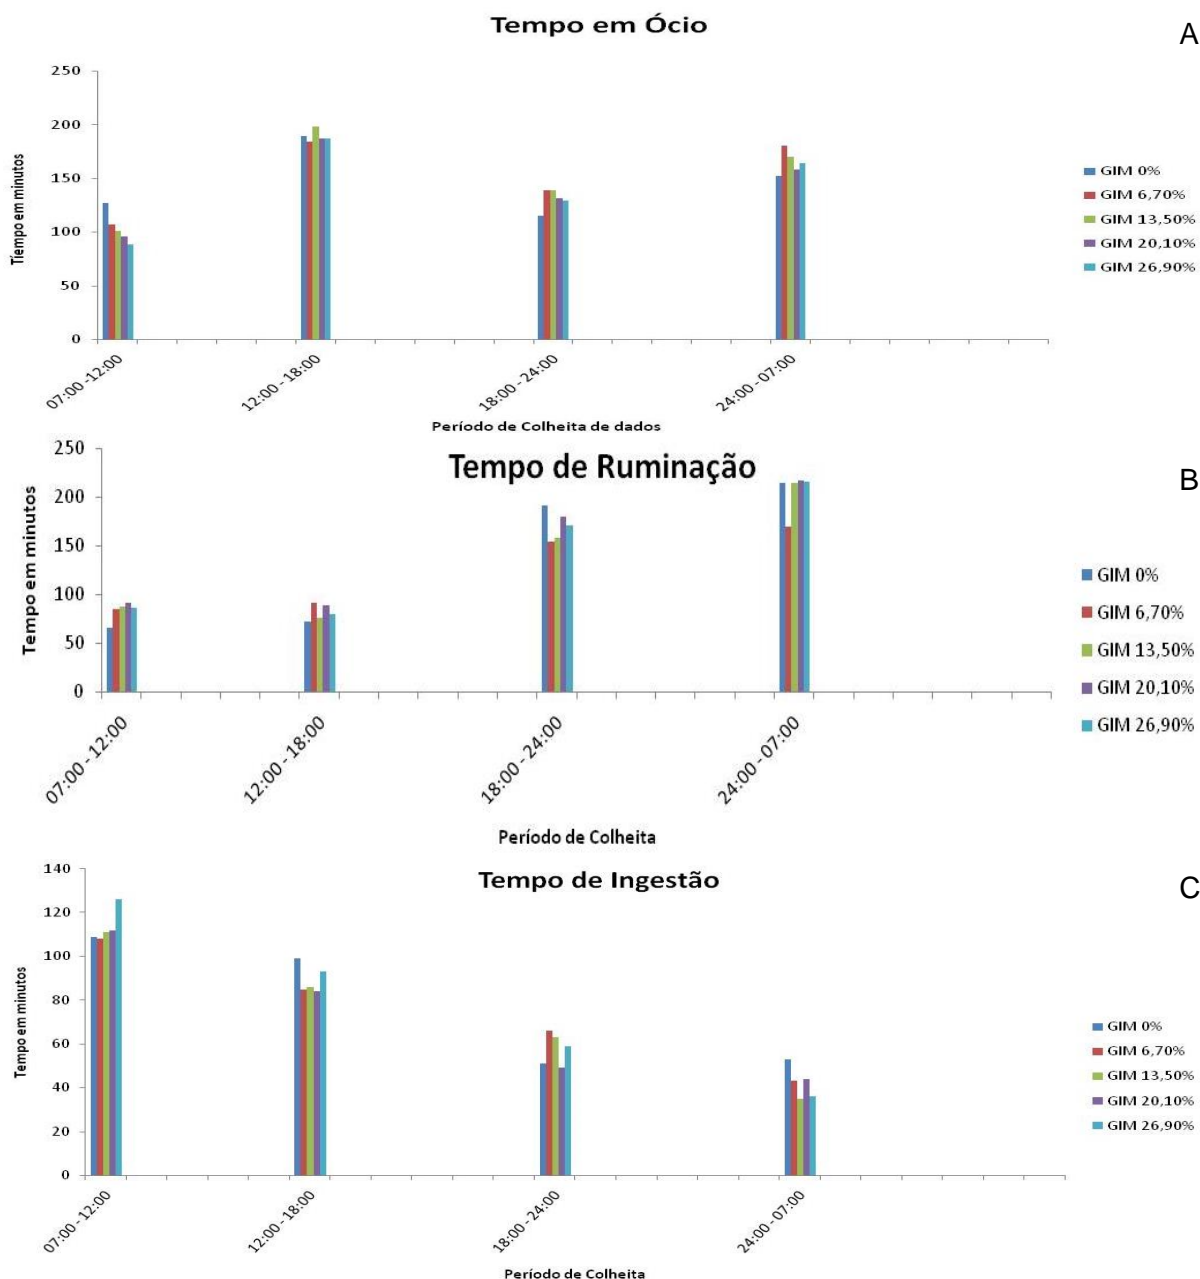 Tempo em Ócio
A
250
200
150
100
50
0
Tíempo em minutos
07:00 -12:00
12:00 - 18:00
18:00 - 24:00
24:00 - 07:00
Período de Colheita de dados
GIM 0%
GIM 6,70%
GIM 13,50%
GIM 20,10%
GIM 26,90%
Tempo de Ruminação
B
250
200
150
100
50
0
Tempo em minutos
07:00 - 12:00
12:00 - 18:00
18:00 - 24:00
24:00 - 07:00
Período de Colheita
GIM 0%
GIM 6,70%
GIM 13,50%
GIM 20,10%
GIM 26,90%
Tempo de Ingestão
C
140
120
100
80
60
40
20
0
Tempo em minutos
07:00 - 12:00
12:00 - 18:00
18:00 - 24:00
24:00 - 07:00
Período de Colheita
GIM 0%
GIM 6,70%
GIM 13,50%
GIM 20,10%
GIM 26,90%